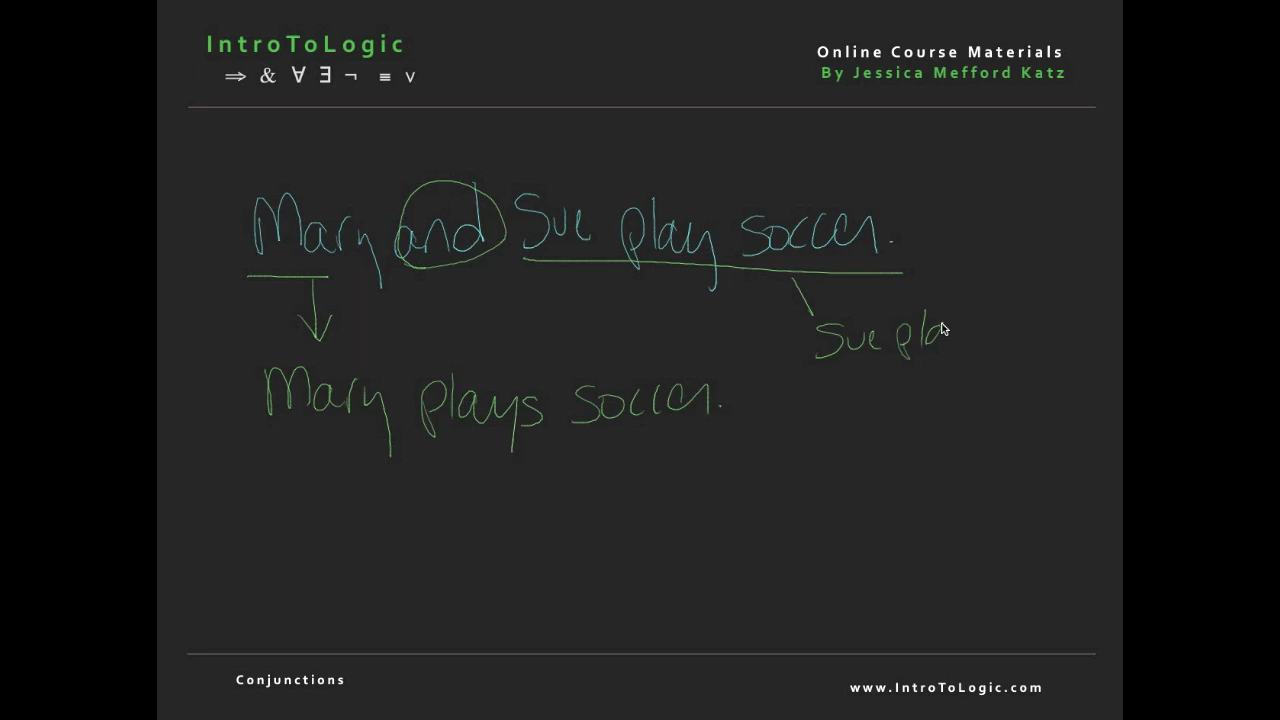 IntroToLogic
⇒ & ∀ ∃ ¬ ≡ v
Online Course Materials
By Jessica Mefford Katz
Mary and Sue play soccer.
Sue pla
Mary plays soccer.
Conjunctions
www.IntroToLogic.com